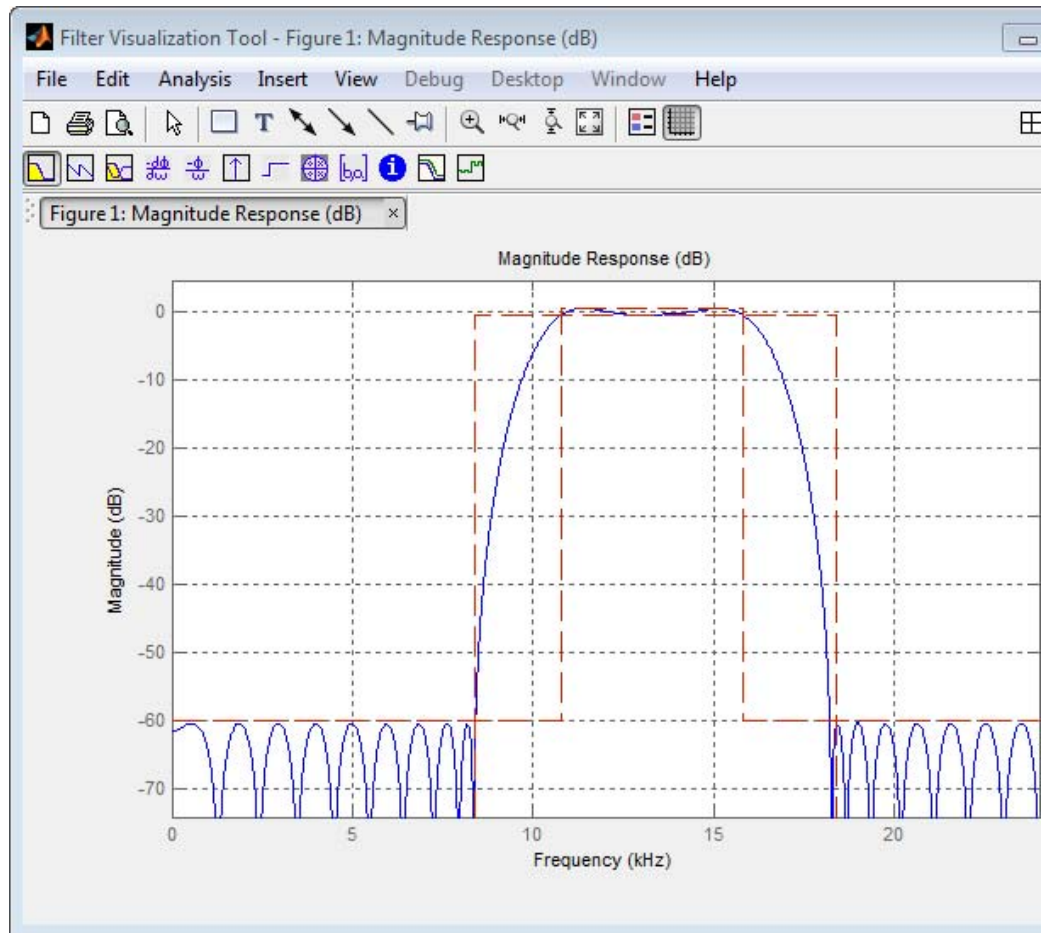 Filter Visualization Tool - Figure 1: Magnitude Response (dB)
File Edit Analysis Insert View Debug Desktop Window Help
T
[b,a] i
Figure 1: Magnitude Response (dB) ×
Magnitude Response (dB)
0
-10
-20
-30
-40
-50
-60
-70
Magnitude (dB)
0 5 10 15 20
Frequency (kHz)